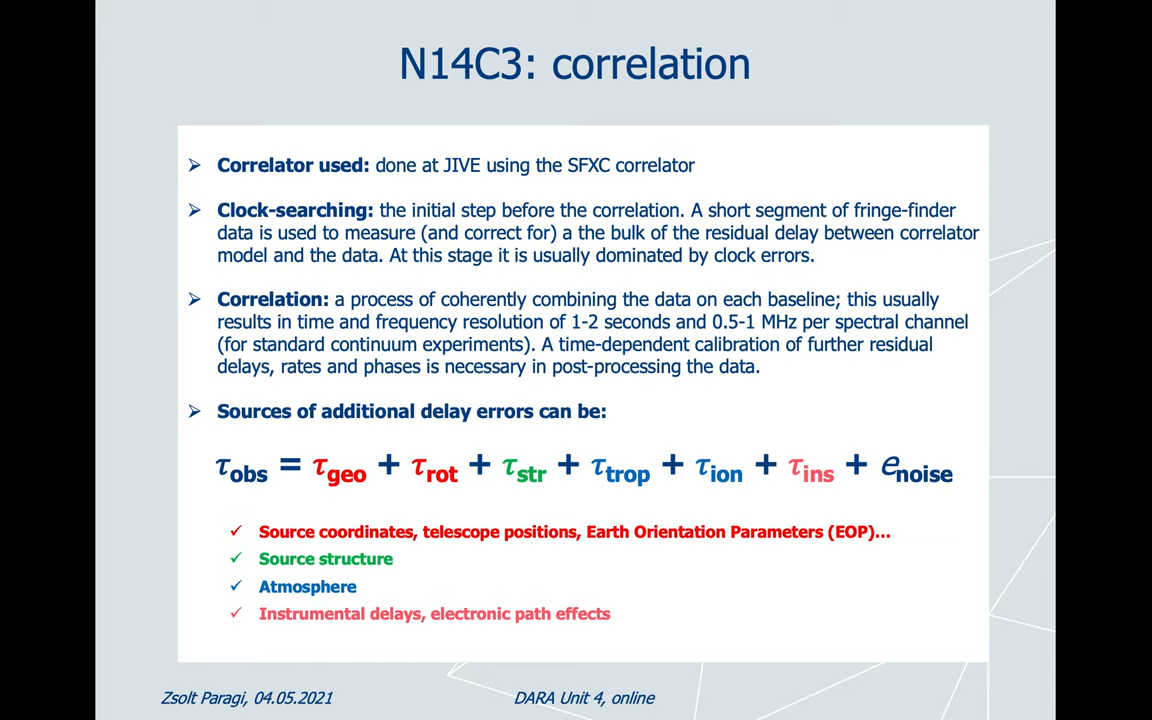 N14C3: correlation
➢ Correlator used: done at JIVE using the SFXC correlator
➢ Clock-searching: the initial step before the correlation. A short segment of fringe-finder
data is used to measure (and correct for) a the bulk of the residual delay between correlator
model and the data. At this stage it is usually dominated by clock errors.
➢ Correlation: a process of coherently combining the data on each baseline; this usually
results in time and frequency resolution of 1-2 seconds and 0.5-1 MHz per spectral channel
(for standard continuum experiments). A time-dependent calibration of further residual
delays, rates and phases is necessary in post-processing the data.
➢ Sources of additional delay errors can be:
τobs = τgeo + τrot + τstr + τtrop + τion + τins + enoise
✓ Source coordinates, telescope positions, Earth Orientation Parameters (EOP)...
✓ Source structure
✓ Atmosphere
✓ Instrumental delays, electronic path effects
Zsolt Paragi, 04.05.2021
DARA Unit 4, online